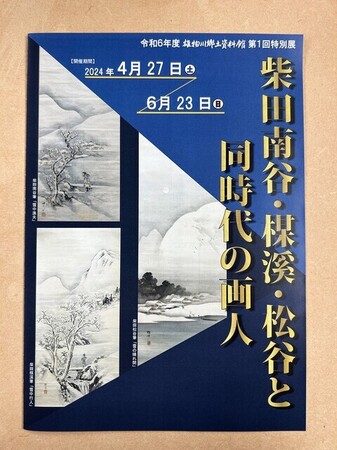 令和6年度 雄物川郷土資料館 第1回特別展
【開催期間】
2024年 4月27日㊏
6月23日㊐
柴田南谷・楳溪・松谷と
同時代の画人